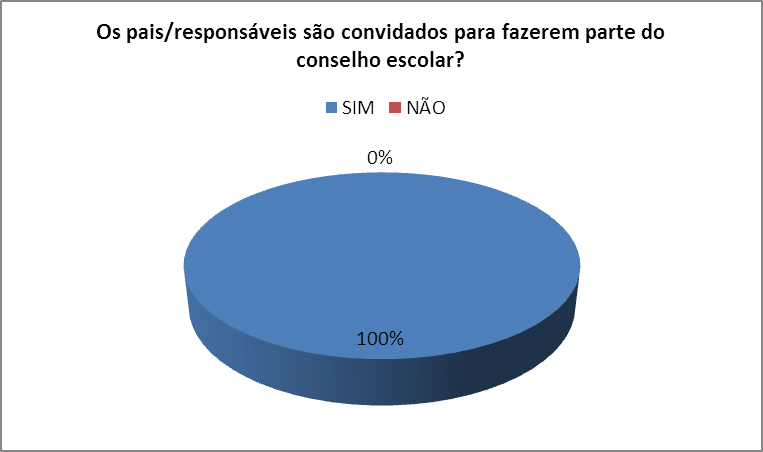 Os pais/responsáveis são convidados para fazerem parte do
conselho escolar?
SIM NÃO
0%
100%